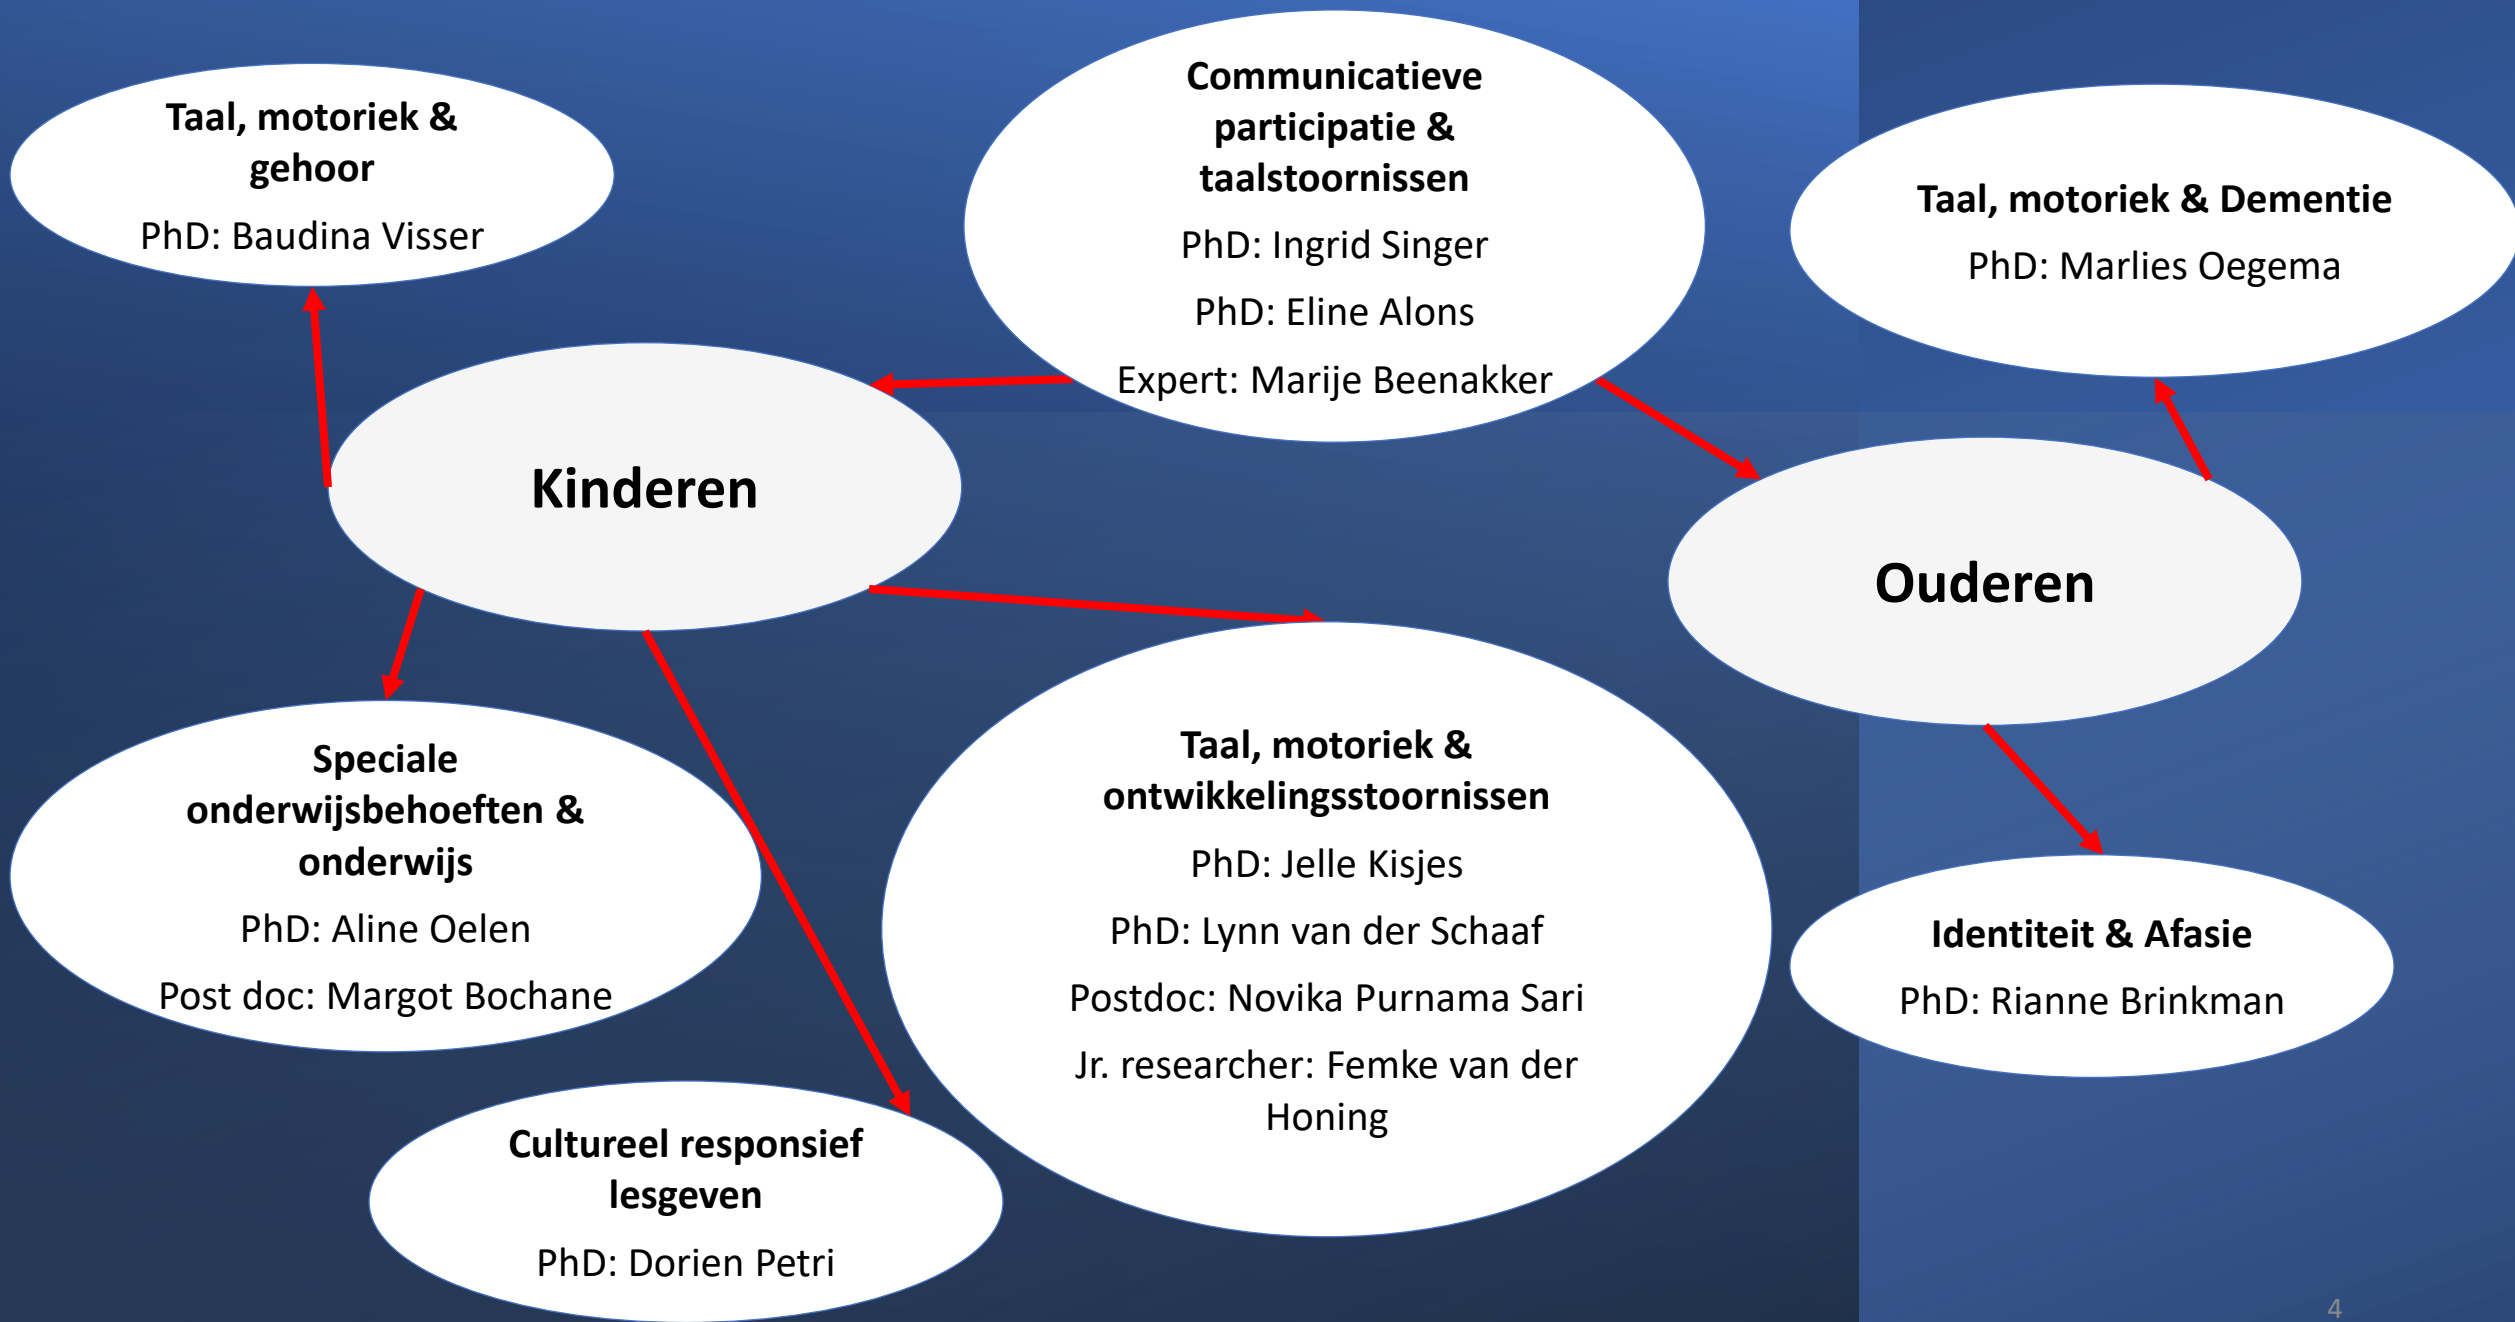 Taal, motoriek &
gehoor
PhD: Baudina Visser
Communicatieve
participatie &
taalstoornissen
PhD: Ingrid Singer
PhD: Eline Alons
Expert: Marije Beenakker
Taal, motoriek & Dementie
PhD: Marlies Oegema
Kinderen
Ouderen
Speciale
onderwijsbehoeften &
onderwijs
PhD: Aline Oelen
Post doc: Margot Bochane
Taal, motoriek &
ontwikkelingsstoornissen
PhD: Jelle Kisjes
PhD: Lynn van der Schaaf
Postdoc: Novika Purnama Sari
Jr. researcher: Femke van der
Honing
Identiteit & Afasie
PhD: Rianne Brinkman
Cultureel responsief
lesgeven
PhD: Dorien Petri
4